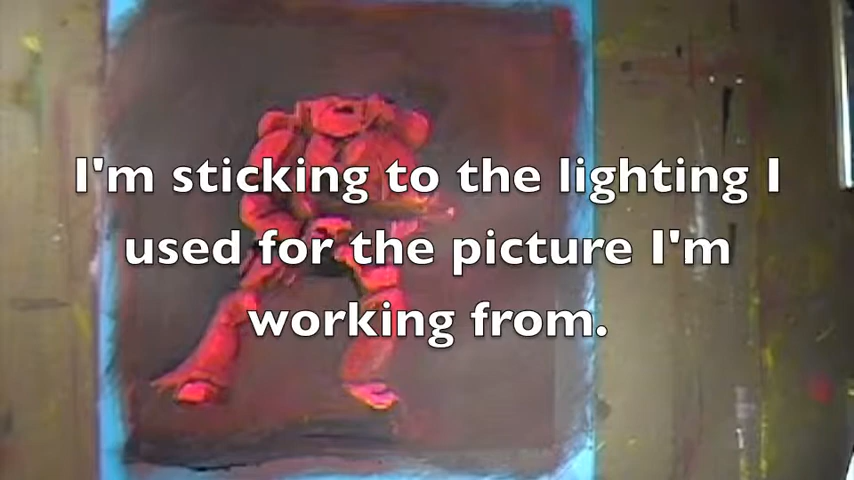 I'm sticking to the lighting I
used for the picture I'm
working from.